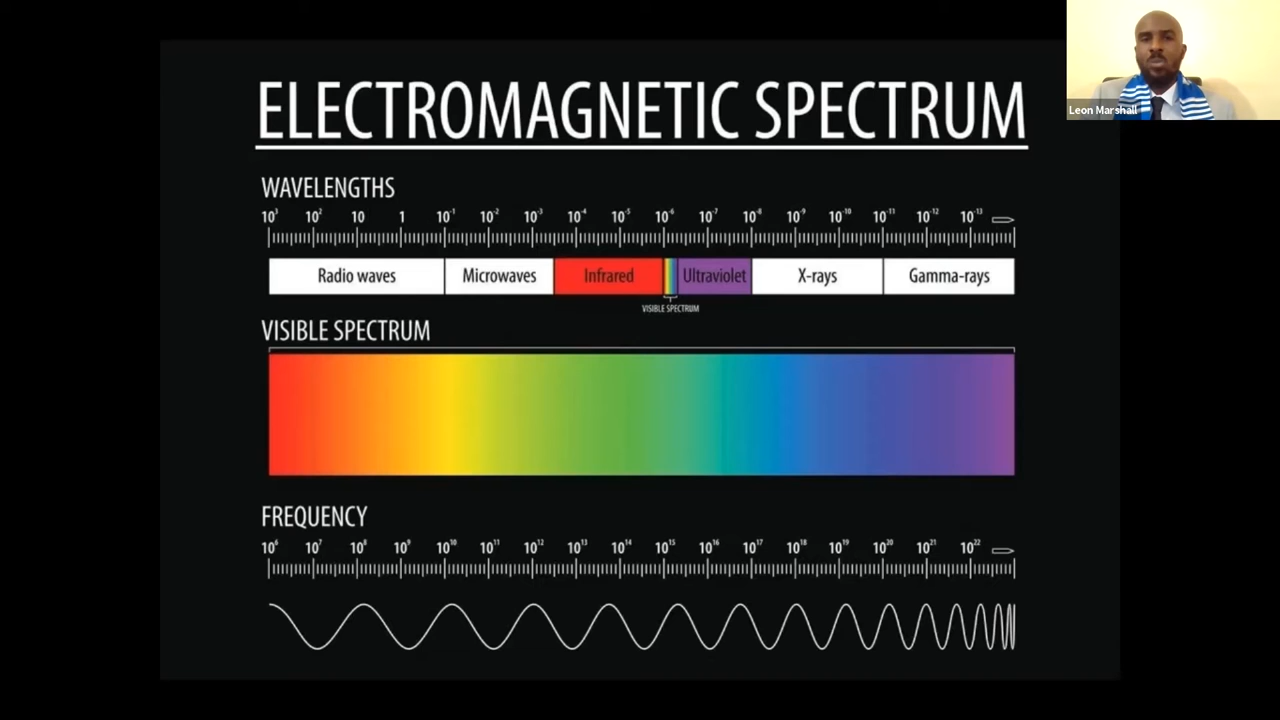 ELECTROMAGNETIC SPECTRUM
Leon Marshall
WAVELENGTHS
10³ 10² 10 1 10⁻¹ 10⁻² 10⁻³ 10⁻⁴ 10⁻⁵ 10⁻⁶ 10⁻⁷ 10⁻⁸ 10⁻⁹ 10⁻¹⁰ 10⁻¹¹ 10⁻¹² 10⁻¹³
Radio waves Microwaves Infrared Ultraviolet X-rays Gamma-rays
VISIBLE SPECTRUM
VISIBLE SPECTRUM
FREQUENCY
10⁶ 10⁷ 10⁸ 10⁹ 10¹⁰ 10¹¹ 10¹² 10¹³ 10¹⁴ 10¹⁵ 10¹⁶ 10¹⁷ 10¹⁸ 10¹⁹ 10²⁰ 10²¹ 10²²